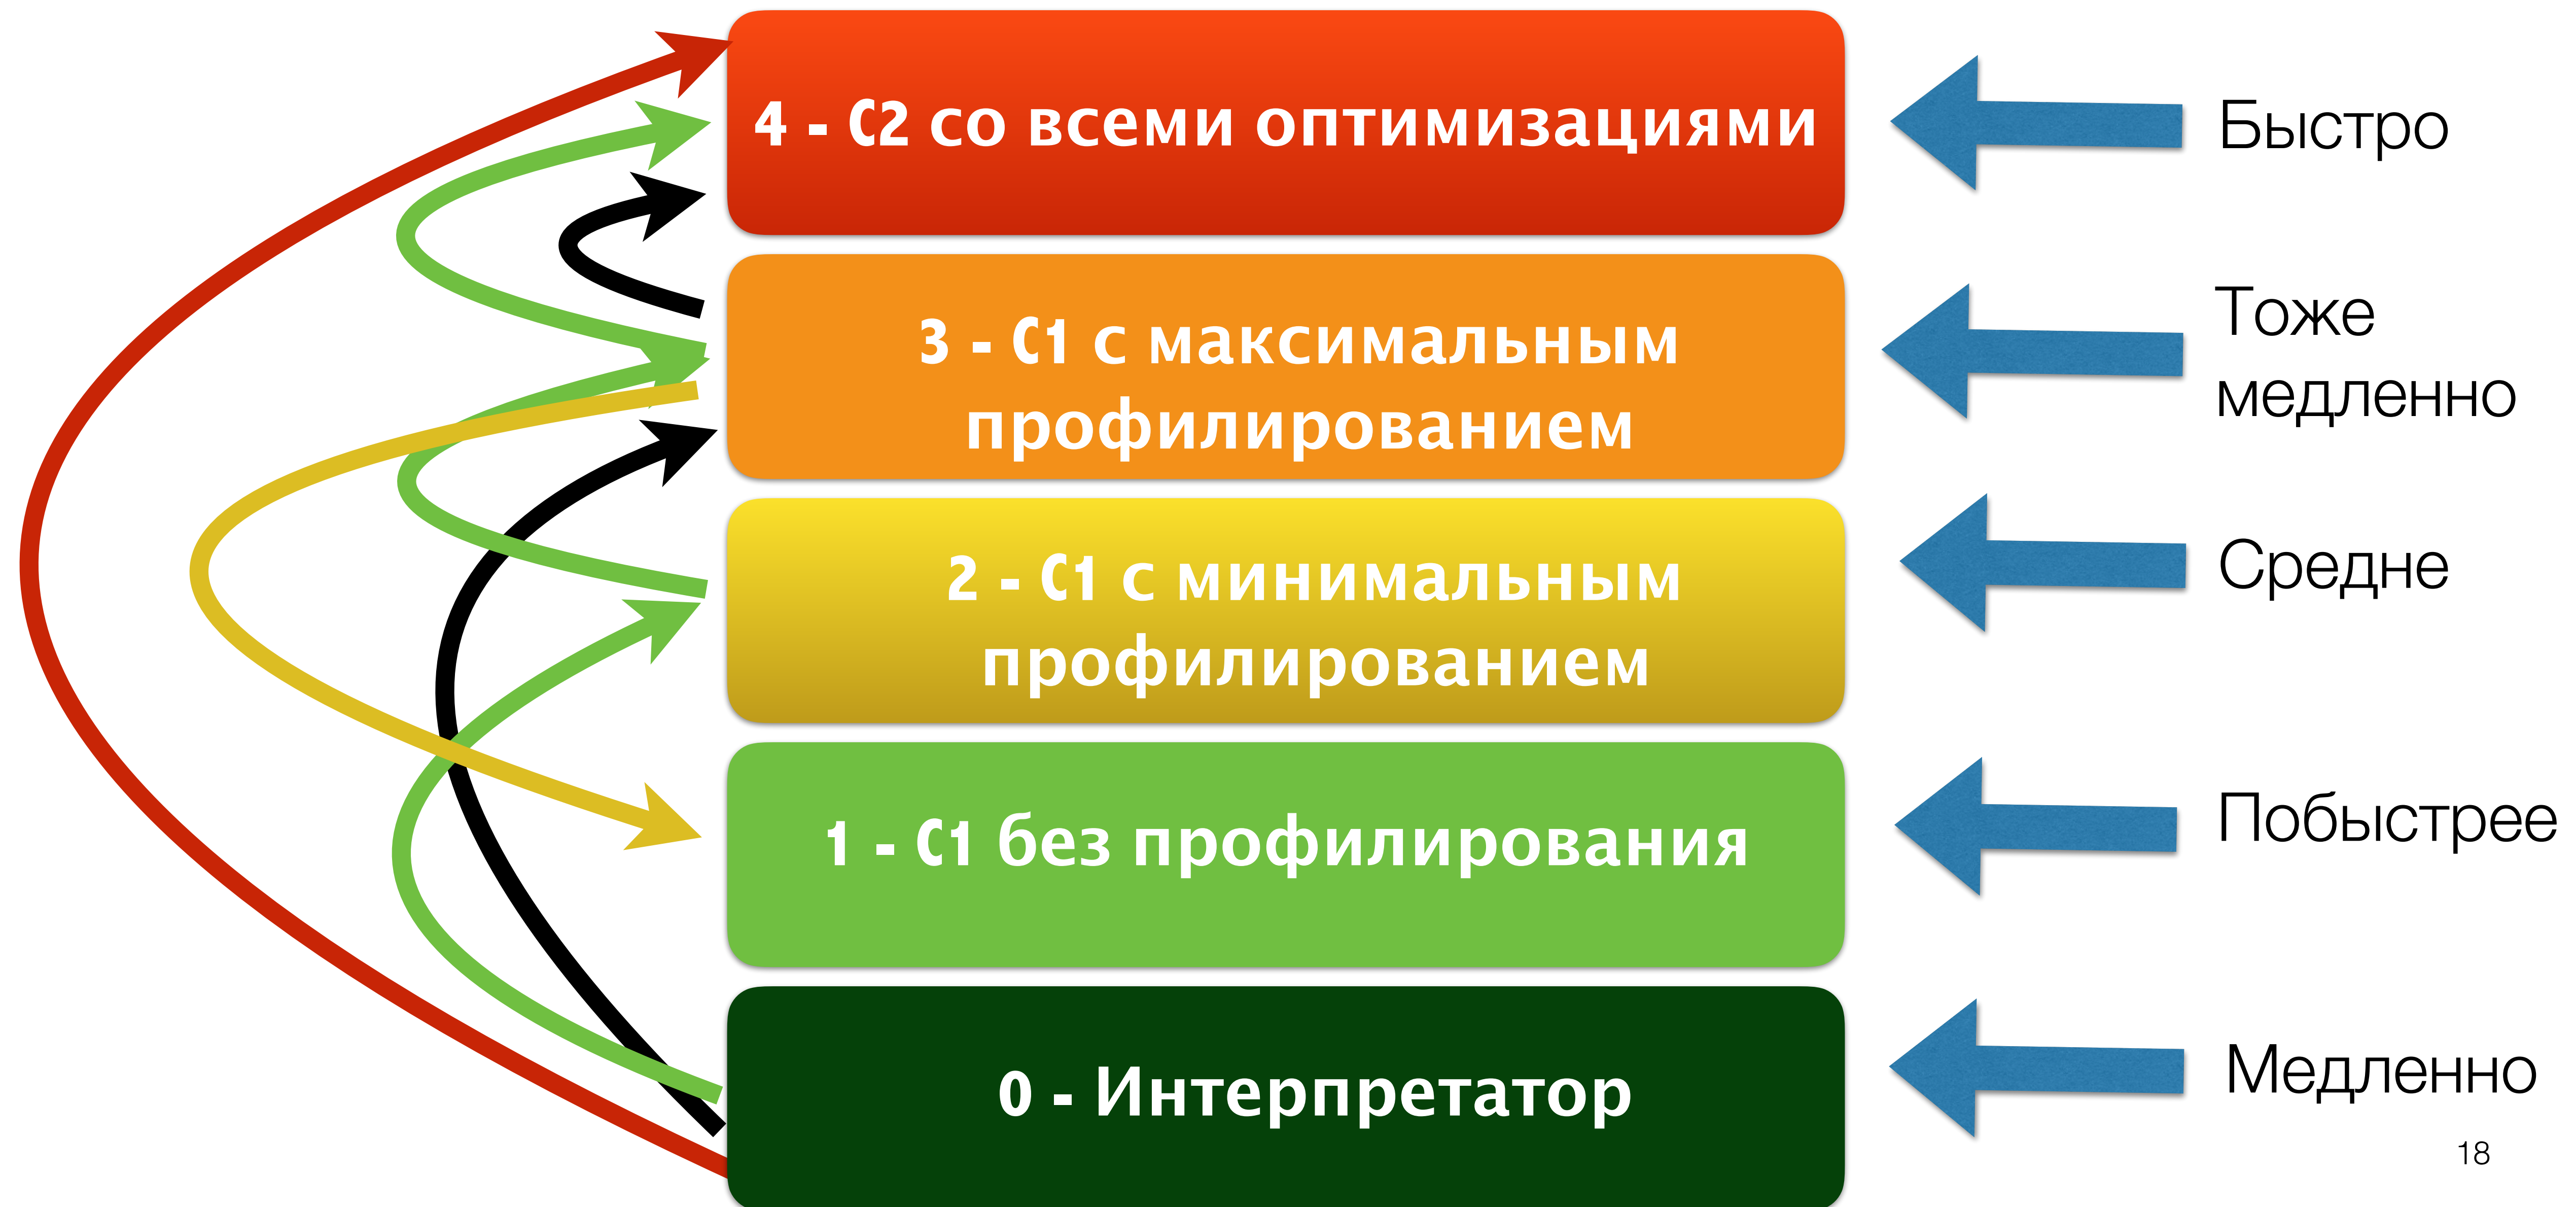 4 - C2 со всеми оптимизациями
Быстро
3 - C1 с максимальным
профилированием
Тоже
медленно
2 - C1 с минимальным
профилированием
Средне
1 - C1 без профилирования
Побыстрее
0 - Интерпретатор
Медленно
18